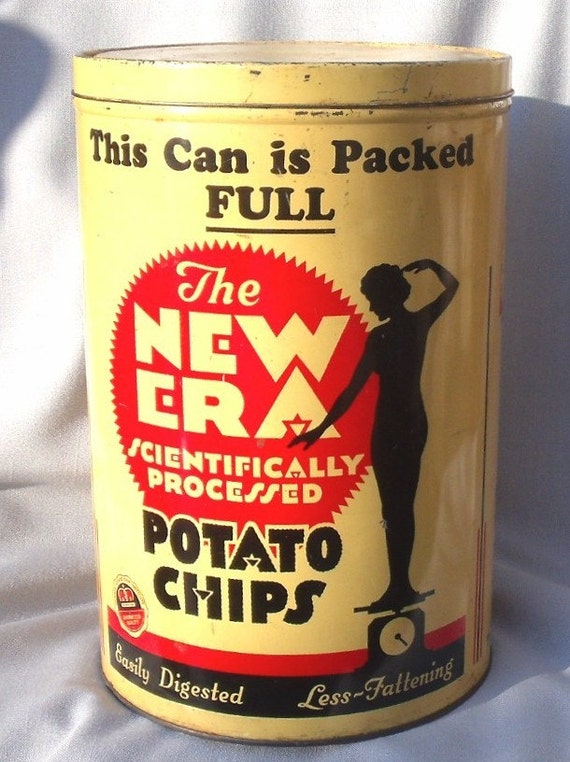 This Can is Packed
FULL
The
NEW
ERA
SCIENTIFICALLY
PROCESSED
POTATO
CHIPS
Easily Digested
Less-Fattening